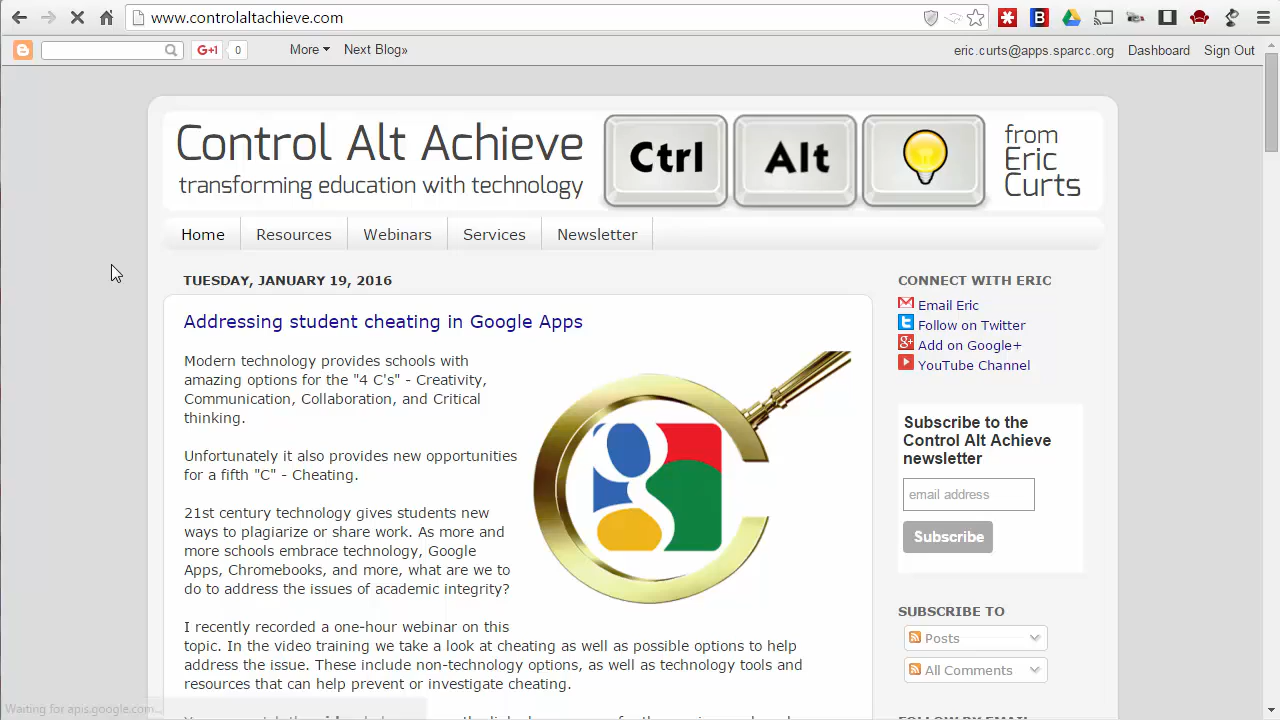 www.controlaltachieve.com
B
G+1 0 More Next Blog» eric.curts@apps.sparcc.org Dashboard Sign Out
Control Alt Achieve
transforming education with technology
Ctrl Alt
from
Eric
Curts
Home Resources Webinars Services Newsletter
TUESDAY, JANUARY 19, 2016
Addressing student cheating in Google Apps
Modern technology provides schools with
amazing options for the "4 C's" - Creativity,
Communication, Collaboration, and Critical
thinking.
Unfortunately it also provides new opportunities
for a fifth "C" - Cheating.
21st century technology gives students new
ways to plagiarize or share work. As more and
more schools embrace technology, Google
Apps, Chromebooks, and more, what are we to
do to address the issues of academic integrity?
I recently recorded a one-hour webinar on this
topic. In the video training we take a look at cheating as well as possible options to help
address the issue. These include non-technology options, as well as technology tools and
resources that can help prevent or investigate cheating.
CONNECT WITH ERIC
Email Eric
Follow on Twitter
Add on Google+
YouTube Channel
Subscribe to the
Control Alt Achieve
newsletter
email address
Subscribe
SUBSCRIBE TO
Posts
All Comments
Waiting for apis.google.com...